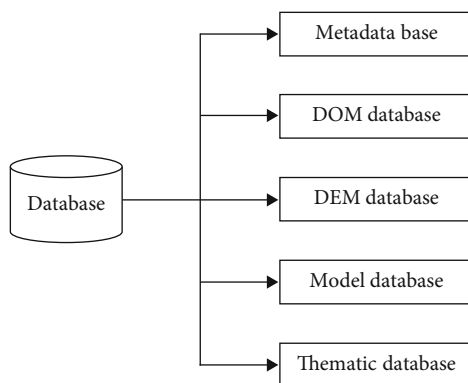 Metadata base
DOM database
Database
DEM database
Model database
Thematic database